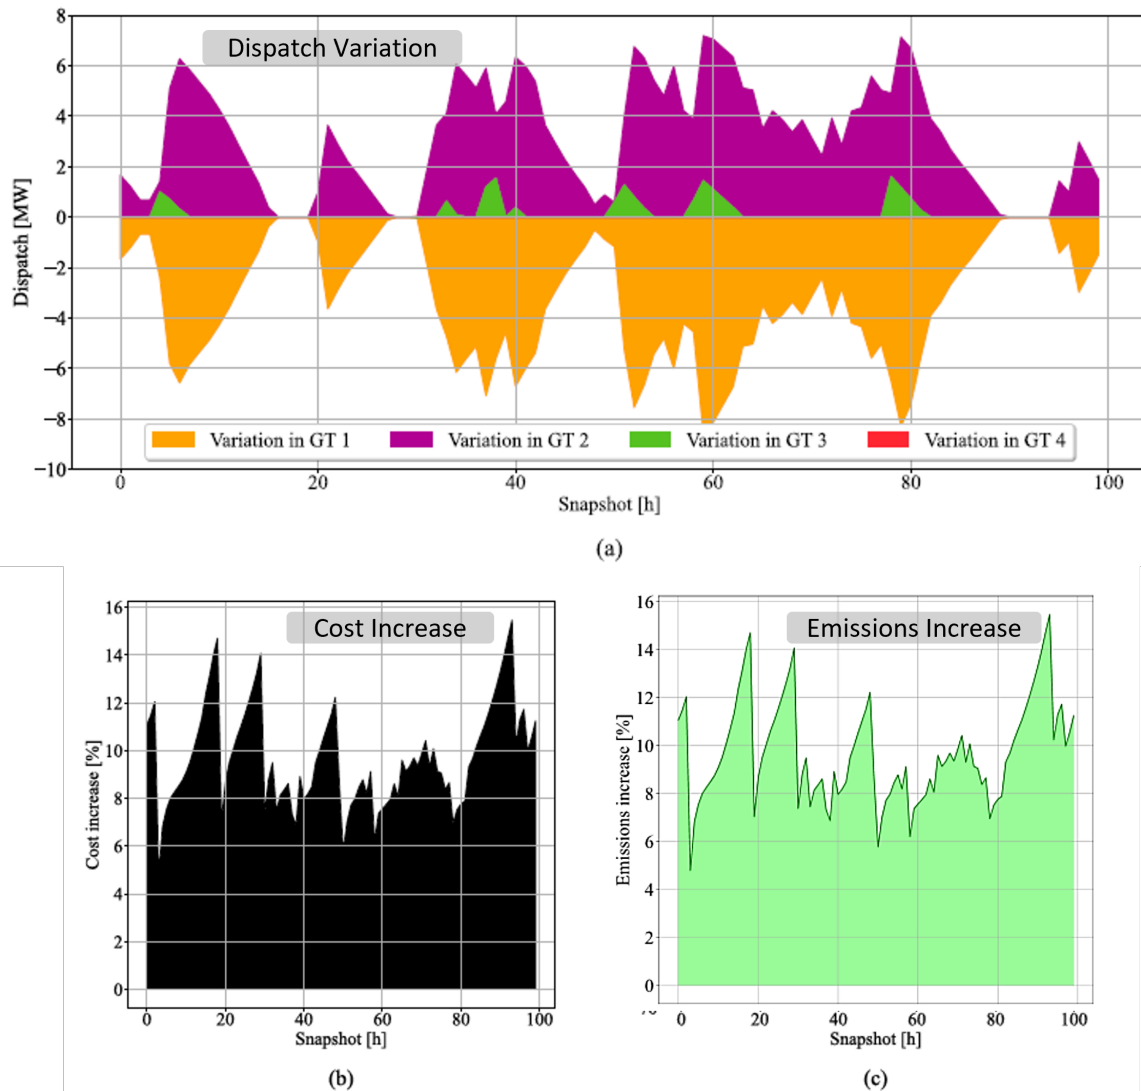 Dispatch Variation
8
6
4
2
0
−2
−4
−6
−8
−10
Dispatch [MW]
Variation in GT 1 Variation in GT 2 Variation in GT 3 Variation in GT 4
0 20 40 60 80 100
Snapshot [h]
(a)
Cost Increase
16
14
12
10
8
6
4
2
0
Cost increase [%]
0 20 40 60 80 100
Snapshot [h]
(b)
Emissions Increase
16
14
12
10
8
6
4
2
0
Emissions increase [%]
0 20 40 60 80 100
Snapshot [h]
(c)